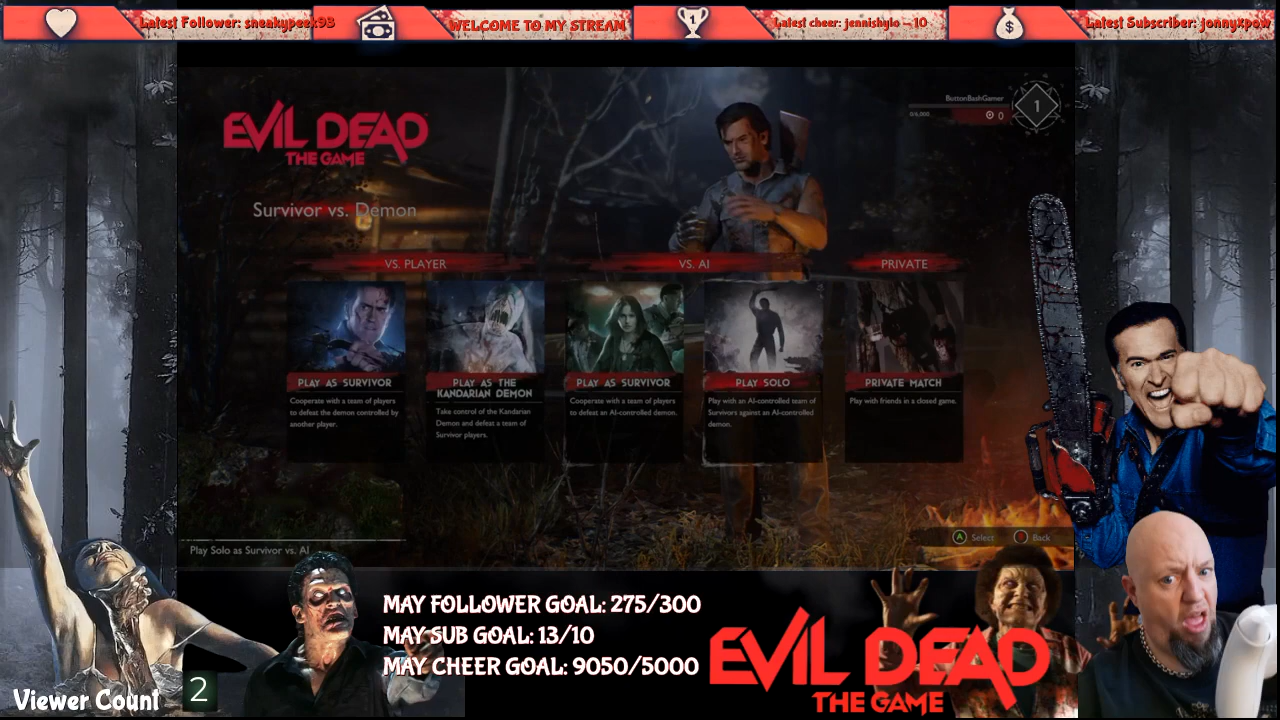 Latest Follower: sneakypeek93
WELCOME TO MY STREAM
Latest cheer: jennishylo - 10
Latest Subscriber: jonnyxpow
EVIL DEAD
THE GAME
ButtonBashGamer
0/6,000
0
1
Survivor vs. Demon
VS. PLAYER
VS. AI
PRIVATE
PLAY AS SURVIVOR
Cooperate with a team of players
to defeat the demon controlled by
another player.
PLAY AS THE
KANDARIAN DEMON
Take control of the Kandarian
Demon and defeat a team of
Survivor players.
PLAY AS SURVIVOR
Cooperate with a team of players
to defeat an AI-controlled demon.
PLAY SOLO
Play with an AI-controlled team of
Survivors against an AI-controlled
demon.
PRIVATE MATCH
Play with friends in a closed game.
Play Solo as Survivor vs. AI
A Select
B Back
MAY FOLLOWER GOAL: 275/300
MAY SUB GOAL: 13/10
MAY CHEER GOAL: 9050/5000
EVIL DEAD
THE GAME
Viewer Count
2